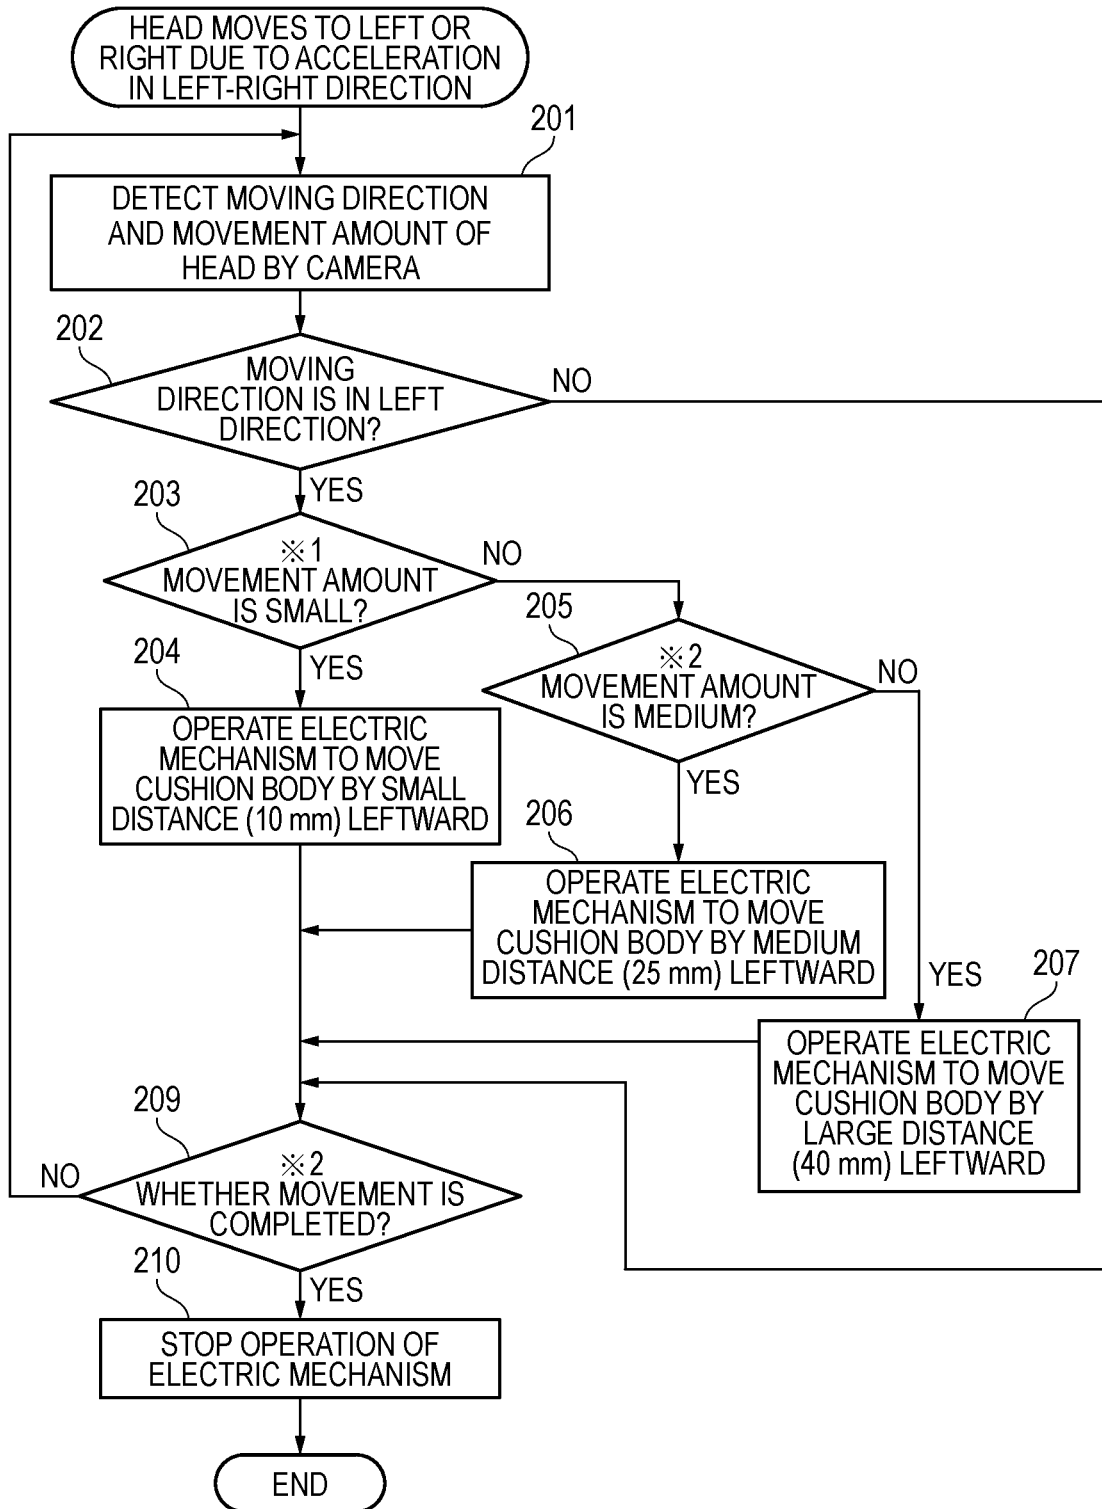 HEAD MOVES TO LEFT OR
RIGHT DUE TO ACCELERATION
IN LEFT-RIGHT DIRECTION
201
DETECT MOVING DIRECTION
AND MOVEMENT AMOUNT OF
HEAD BY CAMERA
202
MOVING
DIRECTION IS IN LEFT
DIRECTION?
NO
YES
203
※1
MOVEMENT AMOUNT
IS SMALL?
NO
YES
205
※2
MOVEMENT AMOUNT
IS MEDIUM?
NO
YES
204
OPERATE ELECTRIC
MECHANISM TO MOVE
CUSHION BODY BY SMALL
DISTANCE (10 mm) LEFTWARD
206
OPERATE ELECTRIC
MECHANISM TO MOVE
CUSHION BODY BY MEDIUM
DISTANCE (25 mm) LEFTWARD
YES
207
OPERATE ELECTRIC
MECHANISM TO MOVE
CUSHION BODY BY
LARGE DISTANCE
(40 mm) LEFTWARD
209
※2
WHETHER MOVEMENT IS
COMPLETED?
NO
YES
210
STOP OPERATION OF
ELECTRIC MECHANISM
END